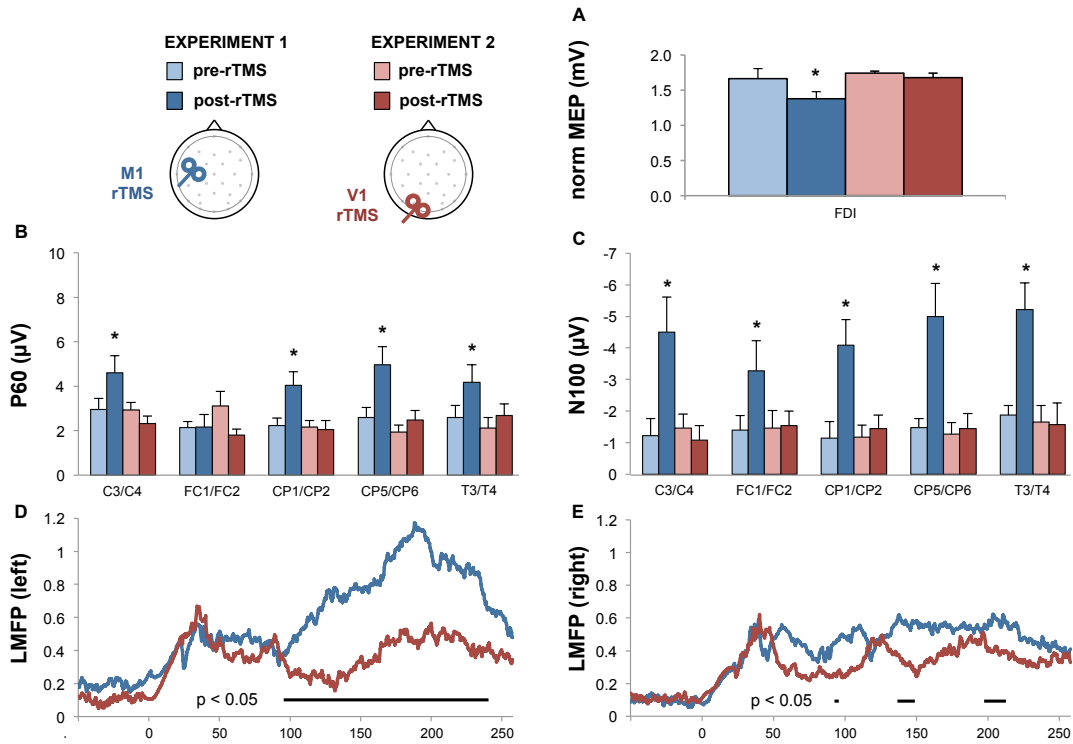 A
EXPERIMENT 1
EXPERIMENT 2
pre-rTMS
pre-rTMS
post-rTMS
post-rTMS
M1
rTMS
V1
rTMS
norm MEP (mV)
2.0
1.5
1.0
0.5
0.0
*
FDI
B
P60 (µV)
10
8
6
4
2
0
* * * *
C3/C4 FC1/FC2 CP1/CP2 CP5/CP6 T3/T4
C
N100 (µV)
-7
-6
-5
-4
-3
-2
-1
0
* * * * *
C3/C4 FC1/FC2 CP1/CP2 CP5/CP6 T3/T4
D
LMFP (left)
1.2
1
0.8
0.6
0.4
0.2
0
p < 0.05
0 50 100 150 200 250
E
LMFP (right)
1.2
1
0.8
0.6
0.4
0.2
0
p < 0.05
0 50 100 150 200 250